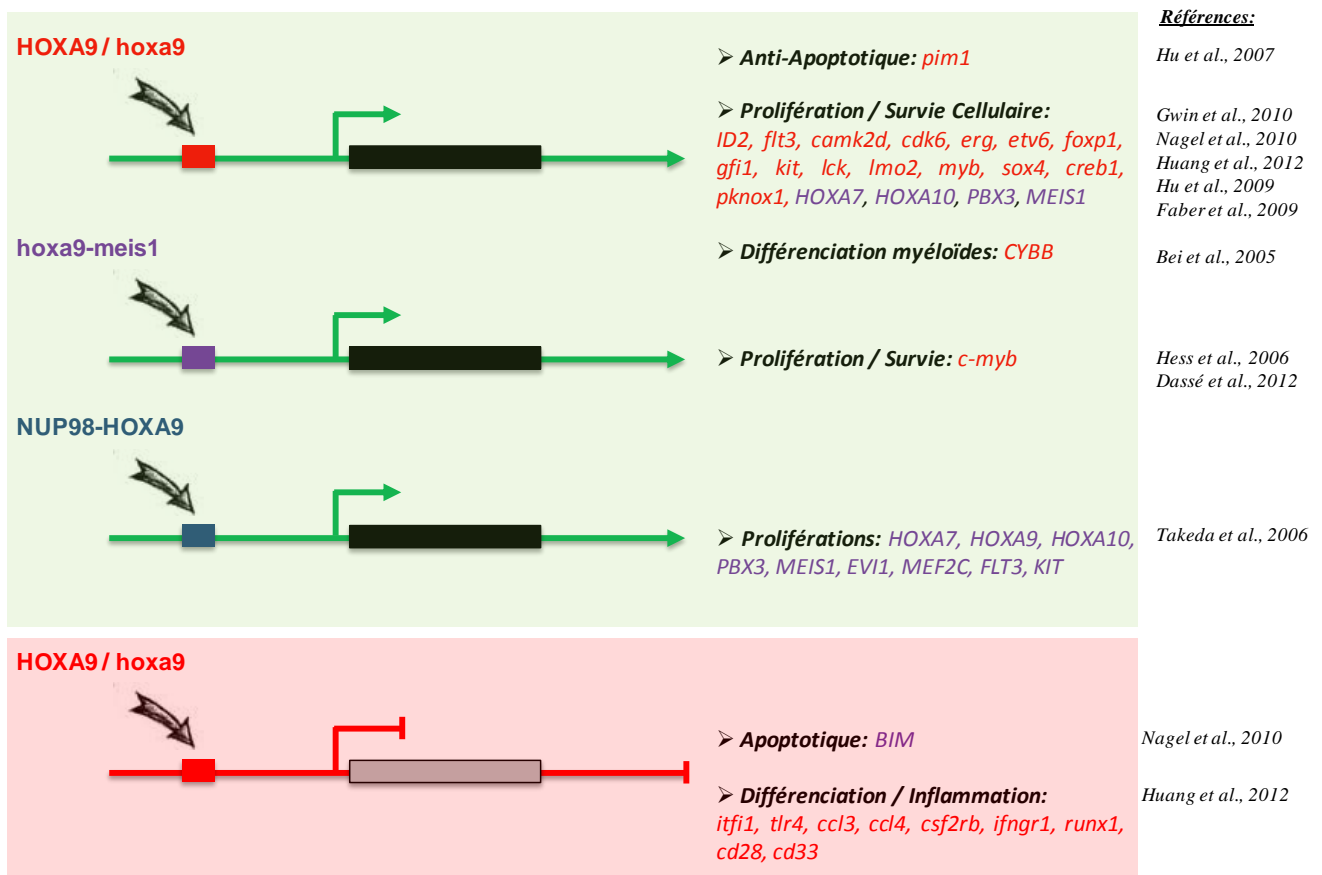 Références:
HOXA9 / hoxa9
➢ Anti-Apoptotique: pim1
Hu et al., 2007
➢ Prolifération / Survie Cellulaire:
ID2, flt3, camk2d, cdk6, erg, etv6, foxp1,
gfi1, kit, lck, lmo2, myb, sox4, creb1,
pknox1, HOXA7, HOXA10, PBX3, MEIS1
Gwin et al., 2010
Nagel et al., 2010
Huang et al., 2012
Hu et al., 2009
Faber et al., 2009
hoxa9-meis1
➢ Différenciation myéloïdes: CYBB
Bei et al., 2005
➢ Prolifération / Survie: c-myb
Hess et al., 2006
Dassé et al., 2012
NUP98-HOXA9
➢ Proliférations: HOXA7, HOXA9, HOXA10,
PBX3, MEIS1, EVI1, MEF2C, FLT3, KIT
Takeda et al., 2006
HOXA9 / hoxa9
➢ Apoptotique: BIM
Nagel et al., 2010
➢ Différenciation / Inflammation:
itfi1, tlr4, ccl3, ccl4, csf2rb, ifngr1, runx1,
cd28, cd33
Huang et al., 2012